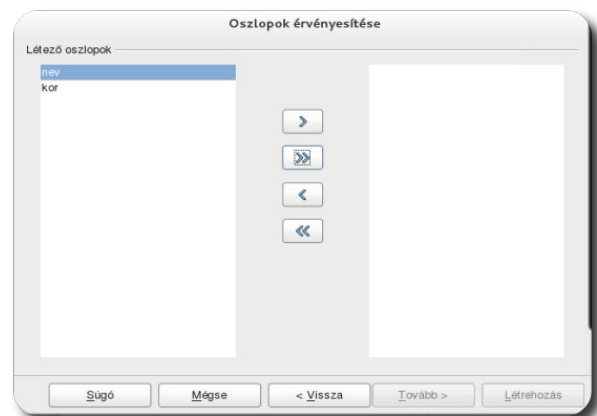 Oszlopok érvényesítése
Létező oszlopok
nev
kor
>
>>
<
<<
Súgó
Mégse
< Vissza
Tovább >
Létrehozás